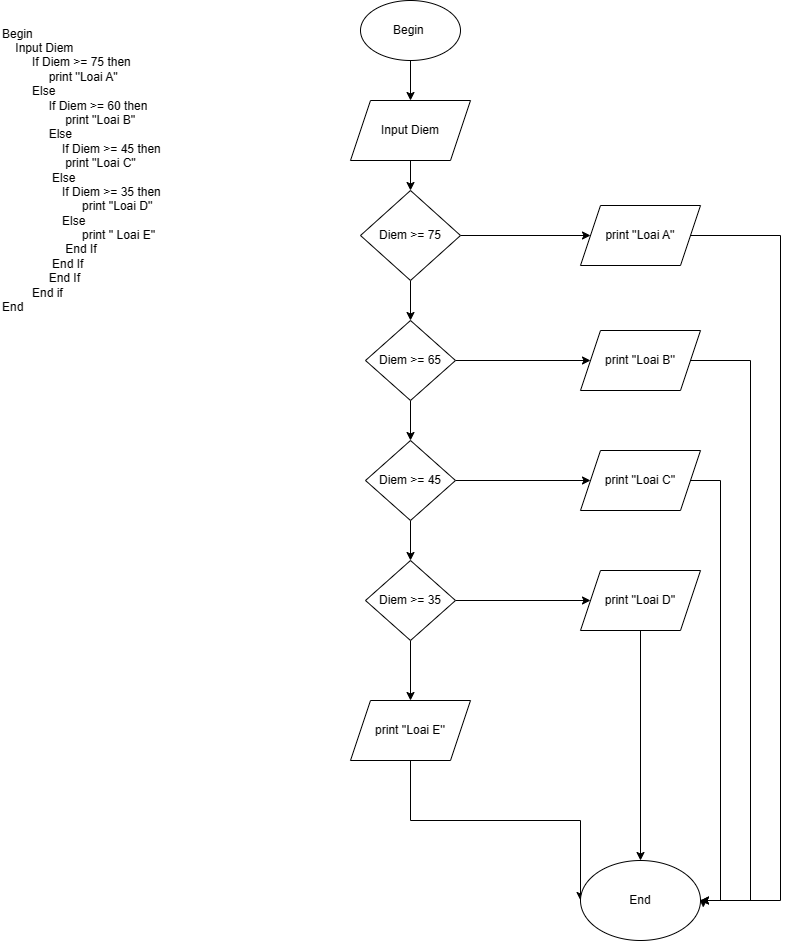 Begin
Input Diem
If Diem >= 75 then
print "Loai A"
Else
If Diem >= 60 then
print "Loai B"
Else
If Diem >= 45 then
print "Loai C"
Else
If Diem >= 35 then
print "Loai D"
Else
print " Loai E"
End If
End If
End If
End if
End
Begin
Input Diem
Diem >= 75
print "Loai A"
Diem >= 65
print "Loai B"
Diem >= 45
print "Loai C"
Diem >= 35
print "Loai D"
print "Loai E"
End